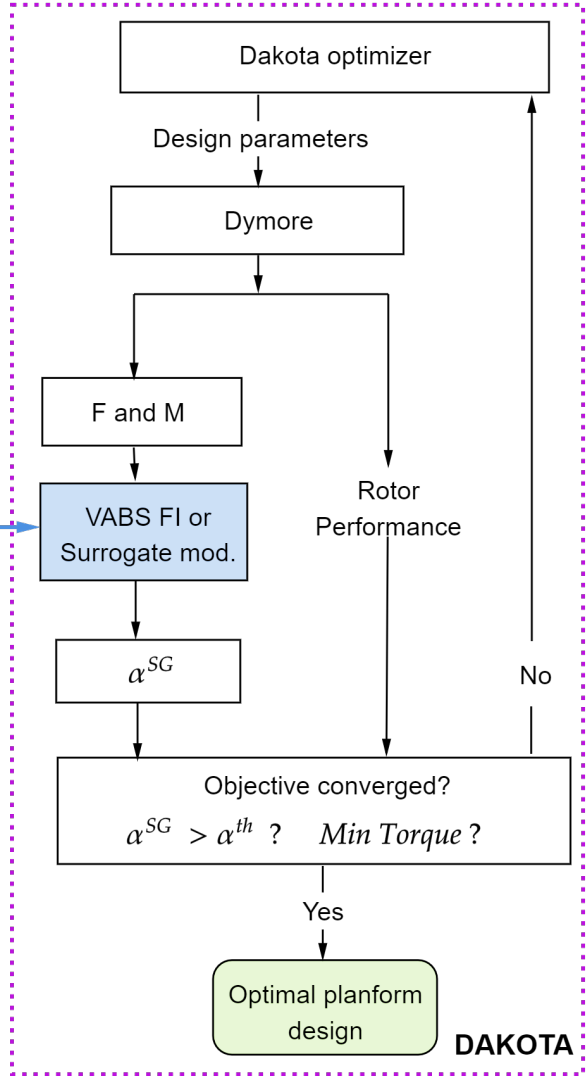 Dakota optimizer
Design parameters
Dymore
F and M
VABS FI or
Surrogate mod.
Rotor
Performance
α^{SG}
No
Objective converged?
α^{SG} > α^{th} ? Min Torque ?
Yes
Optimal planform
design
DAKOTA